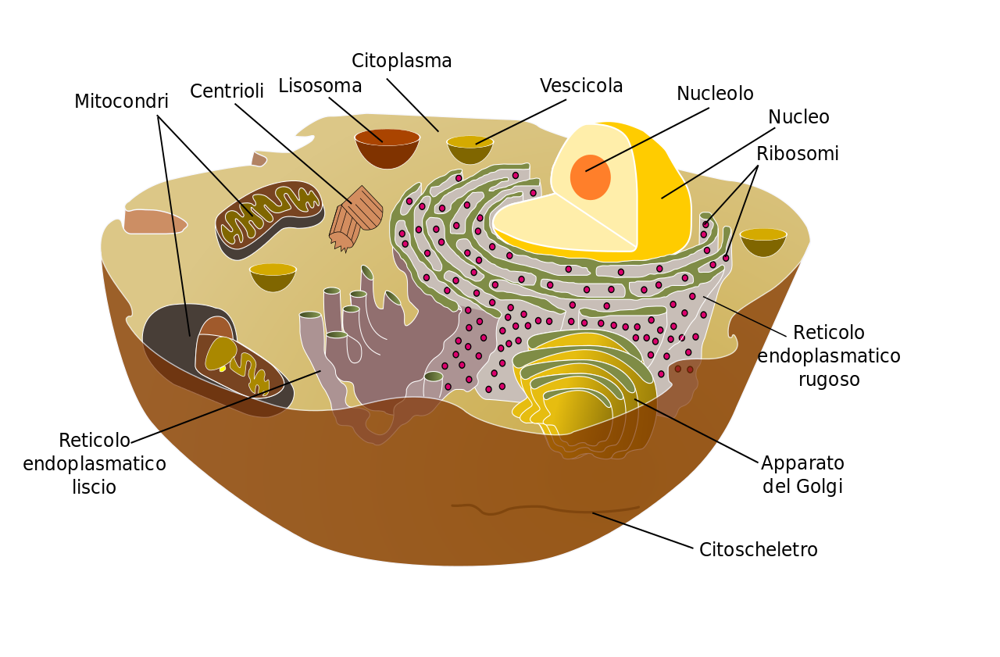 Citoplasma
Mitocondri
Centrioli
Lisosoma
Vescicola
Nucleolo
Nucleo
Ribosomi
Reticolo
endoplasmatico
rugoso
Reticolo
endoplasmatico
liscio
Apparato
del Golgi
Citoscheletro